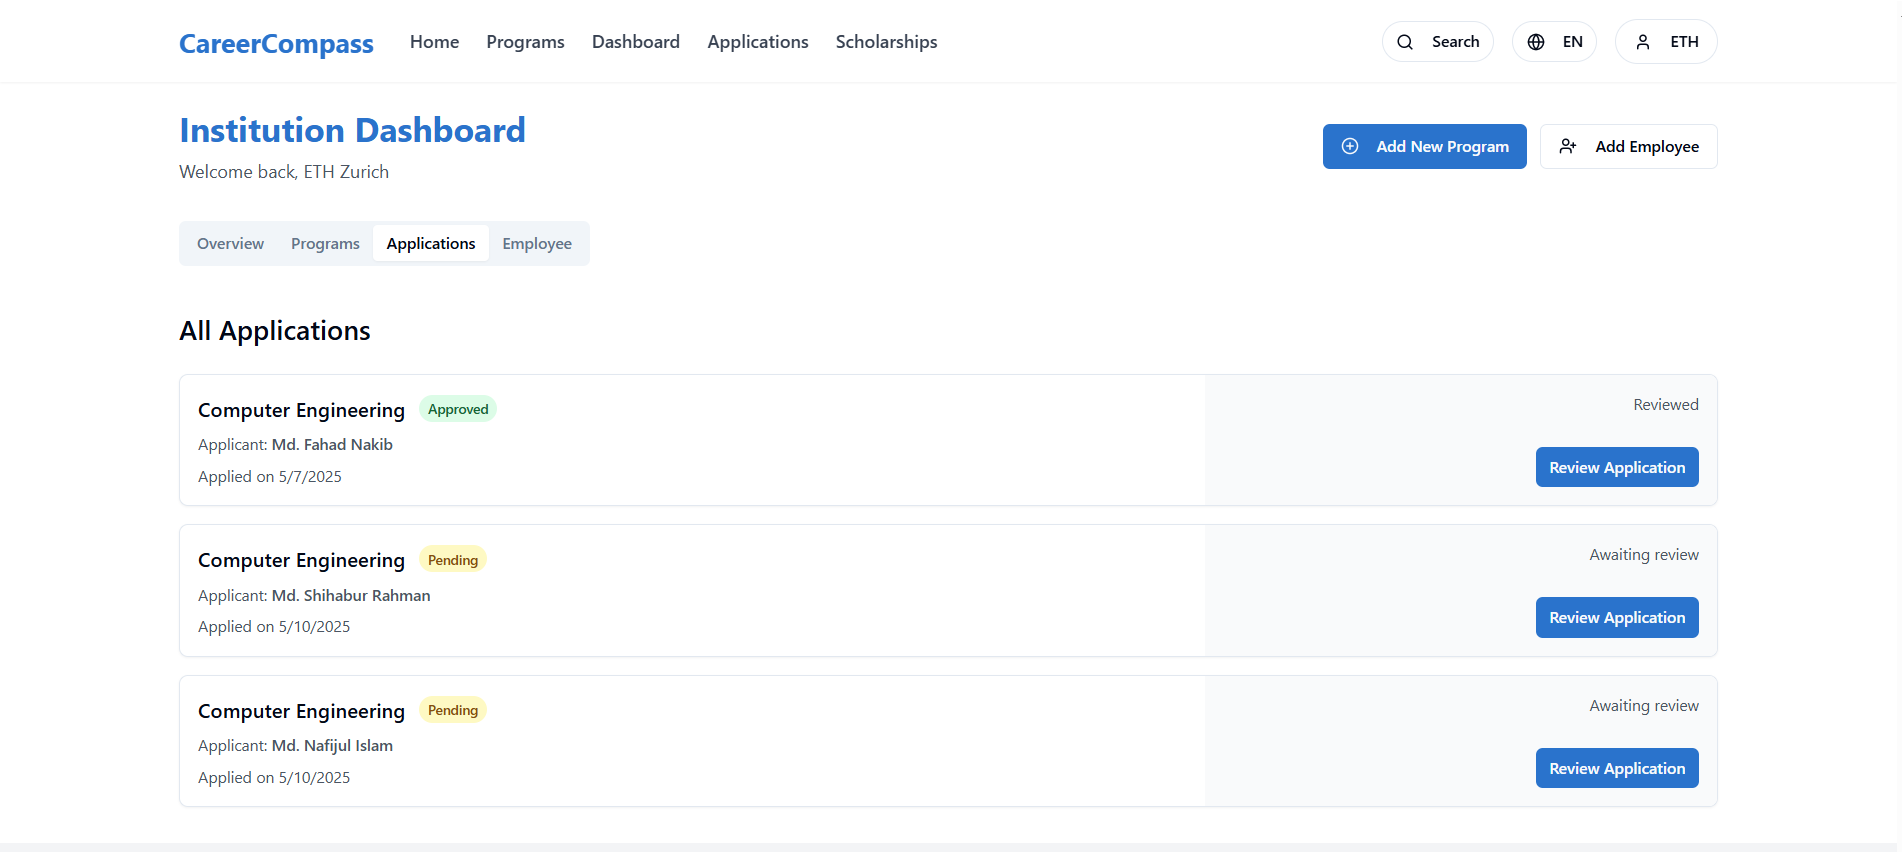 CareerCompass Home Programs Dashboard Applications Scholarships Search EN ETH
Institution Dashboard
Welcome back, ETH Zurich
Add New Program Add Employee
Overview Programs Applications Employee
All Applications
Computer Engineering Approved
Reviewed
Applicant: Md. Fahad Nakib
Applied on 5/7/2025
Review Application
Computer Engineering Pending
Awaiting review
Applicant: Md. Shihabur Rahman
Applied on 5/10/2025
Review Application
Computer Engineering Pending
Awaiting review
Applicant: Md. Nafijul Islam
Applied on 5/10/2025
Review Application